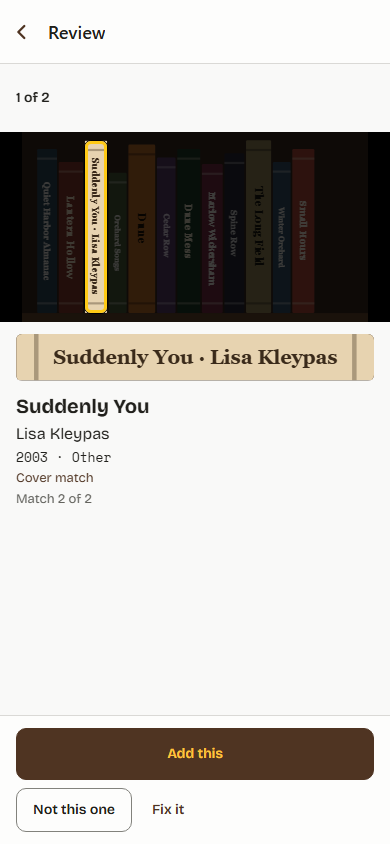 Review
1 of 2
Quiet Harbor Almanac
Lantern Hollow
Suddenly You · Lisa Kleypas
Orchard Songs
Dune
Cedar Row
Dune Mess
Marlow Widdersham
Spine Row
The Long Field
Winter Orchard
Small Hours
Suddenly You · Lisa Kleypas
Suddenly You
Lisa Kleypas
2003 · Other
Cover match
Match 2 of 2
Add this
Not this one
Fix it